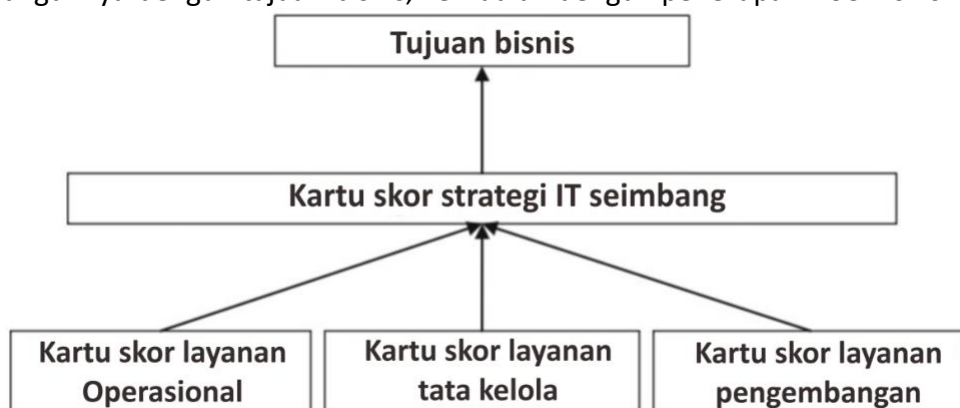 Tujuan bisnis
Kartu skor strategi IT seimbang
Kartu skor layanan
Operasional
Kartu skor layanan
tata kelola
Kartu skor layanan
pengembangan